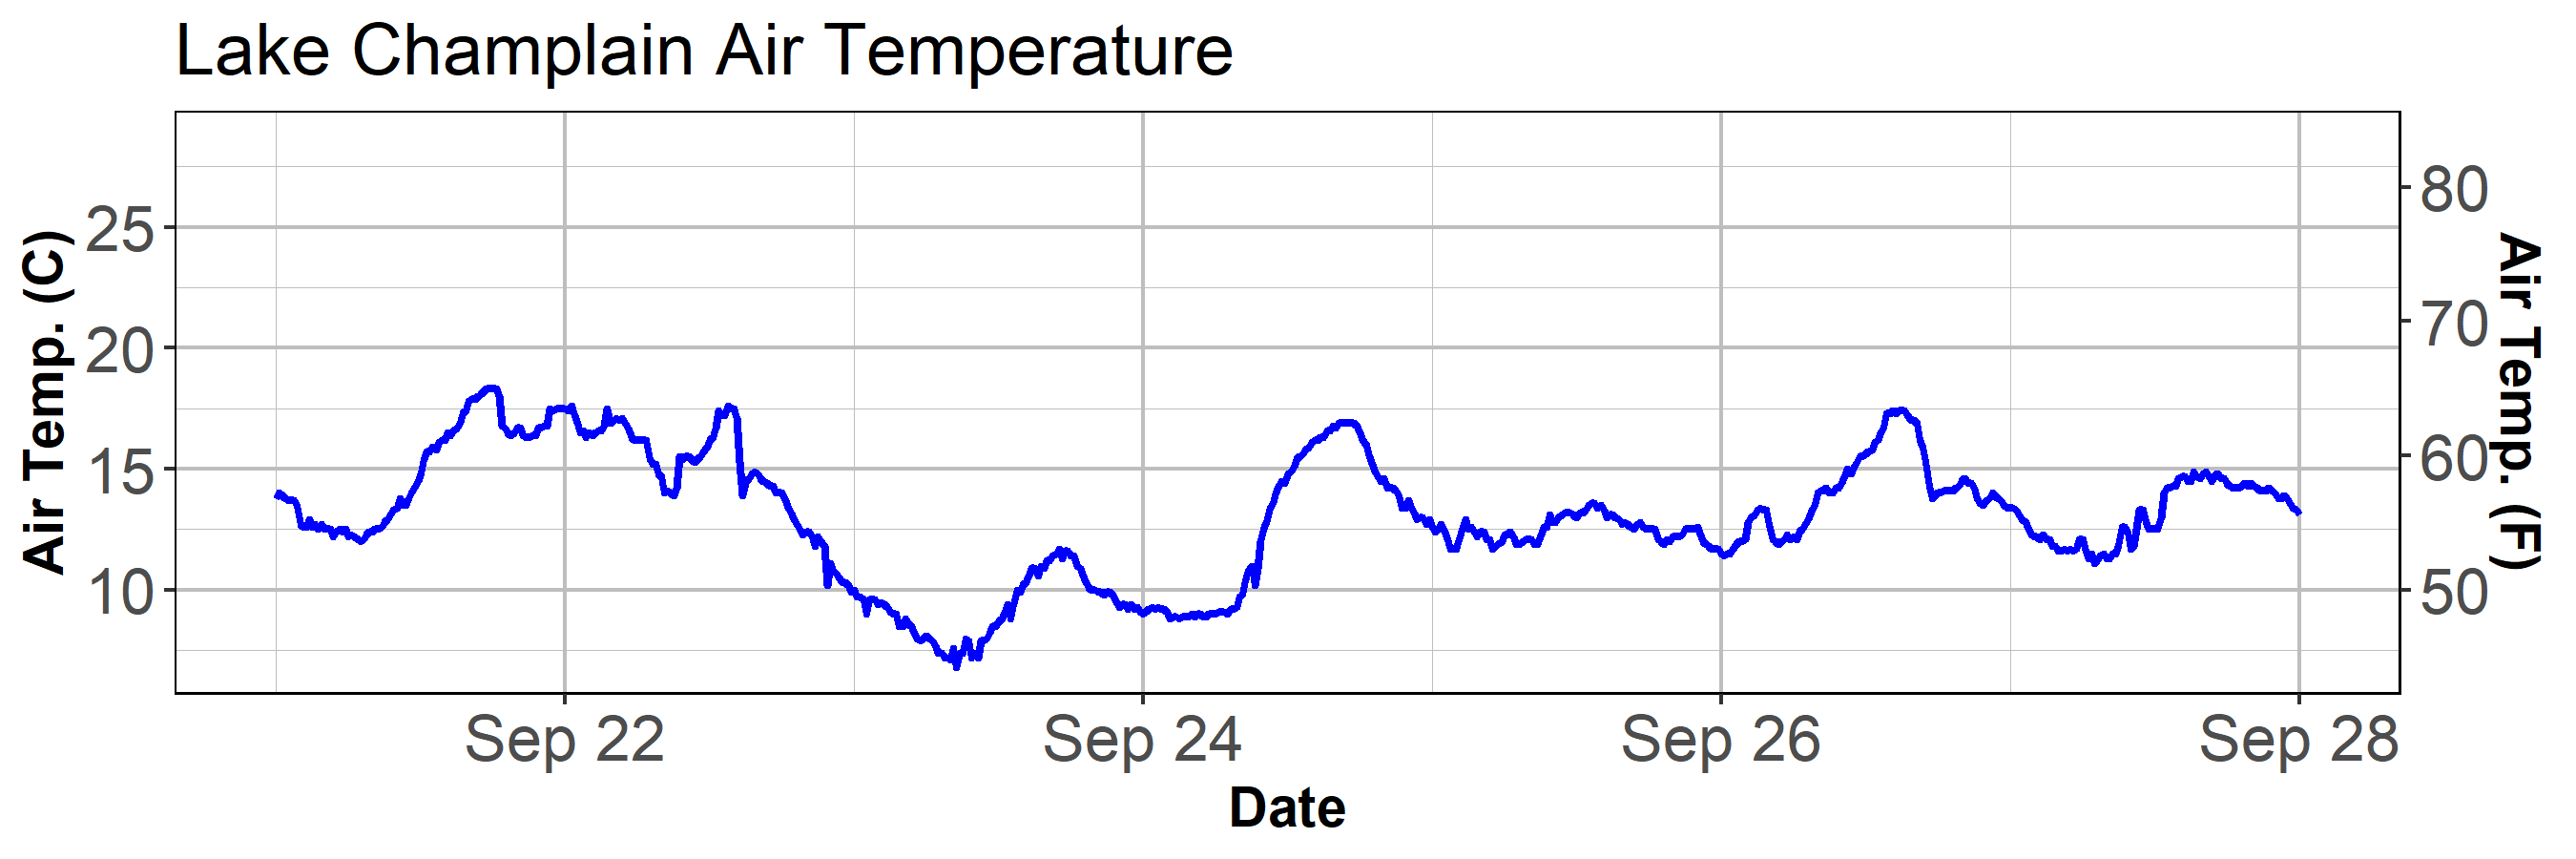 Lake Champlain Air Temperature
Air Temp. (C)
25
20
15
10
80
70
60
50
Air Temp. (F)
Sep 22
Sep 24
Sep 26
Sep 28
Date